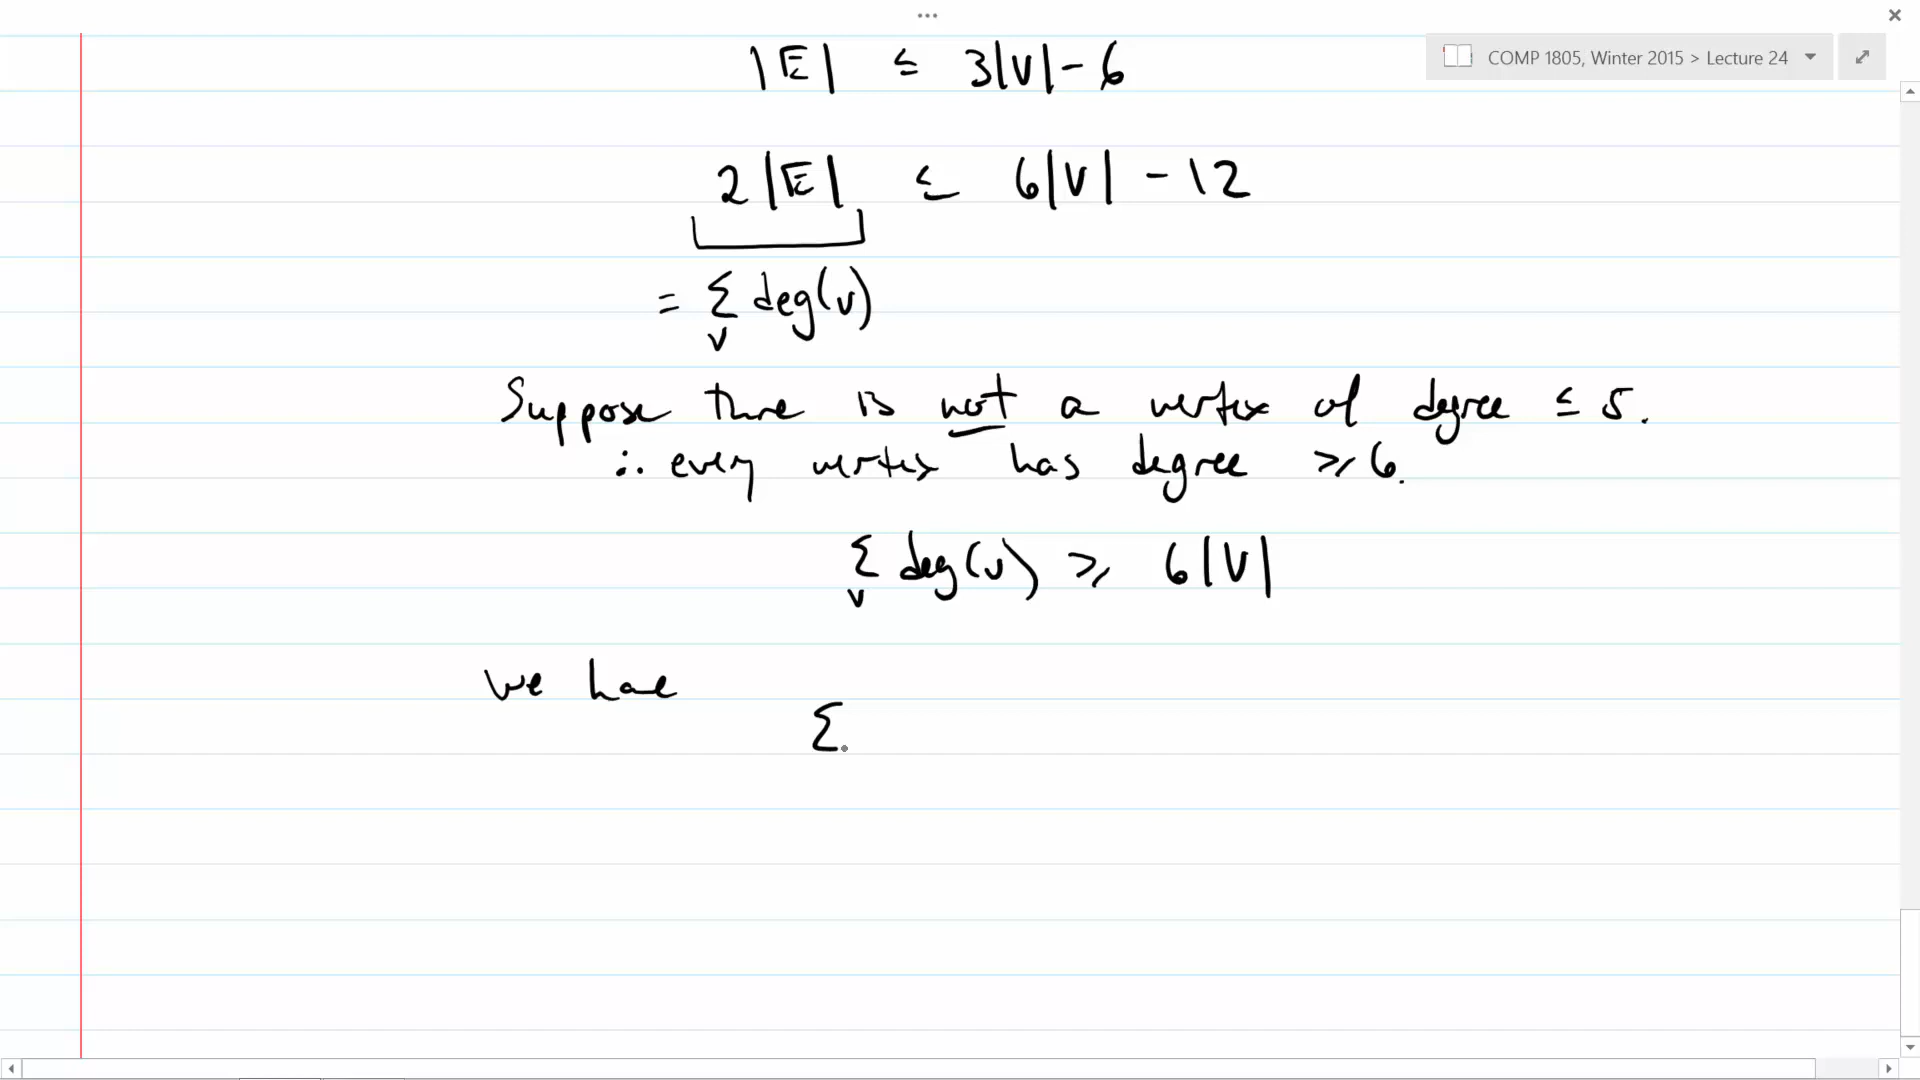 COMP 1805, Winter 2015 > Lecture 24
|E| ≤ 3|V| - 6
2|E| ≤ 6|V| - 12
= Σ deg(v)
v
Suppose there is not a vertex of degree ≤ 5.
∴ every vertex has degree ≥ 6.
Σ deg(v) ≥ 6|V|
v
we have
Σ